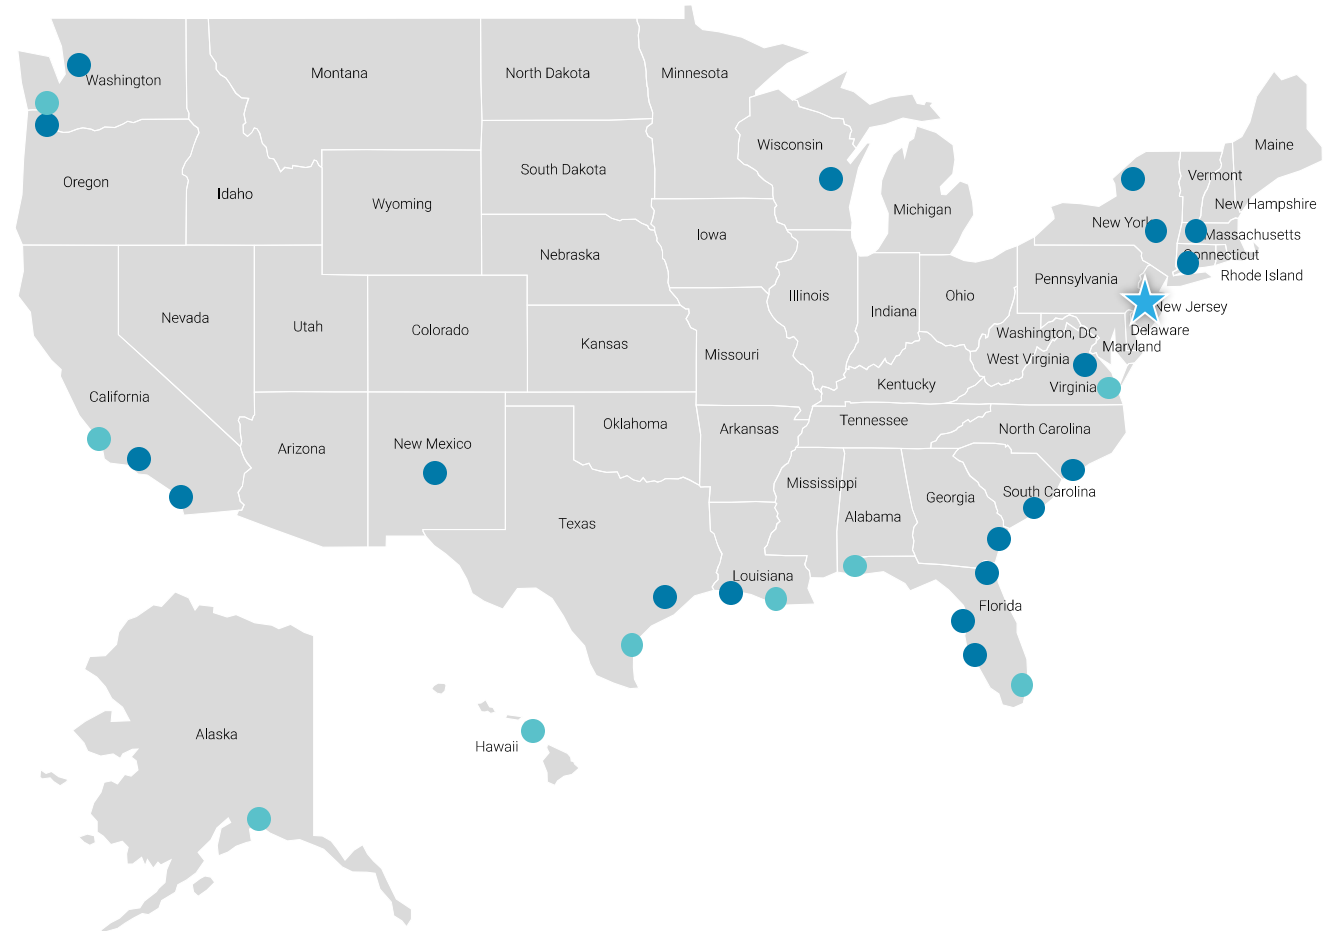 Washington
Montana
North Dakota
Minnesota
Wisconsin
Maine
Oregon
Idaho
South Dakota
Wyoming
Michigan
Vermont
New Hampshire
New York
Massachusetts
Iowa
Nebraska
Connecticut
Rhode Island
Pennsylvania
Nevada
Utah
Colorado
Illinois
Indiana
Ohio
New Jersey
Delaware
Washington, DC
Maryland
Kansas
Missouri
West Virginia
Virginia
Kentucky
California
Arizona
New Mexico
Oklahoma
Arkansas
Tennessee
North Carolina
Mississippi
Alabama
Georgia
South Carolina
Texas
Louisiana
Florida
Alaska
Hawaii